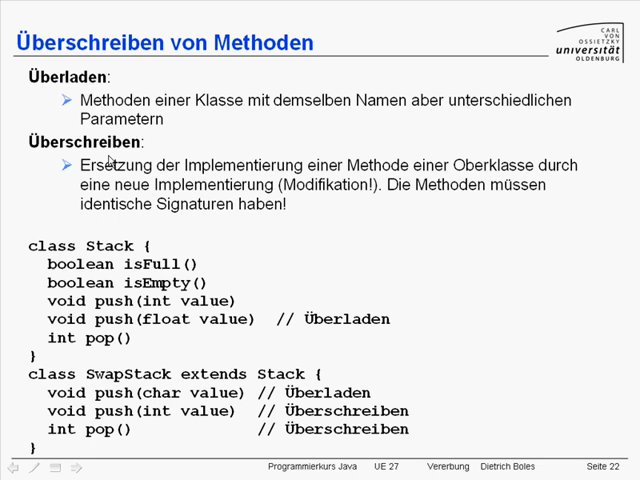 CARL
VON
OSSIETZKY
universität
OLDENBURG
Überschreiben von Methoden
Überladen:
Methoden einer Klasse mit demselben Namen aber unterschiedlichen
Parametern
Überschreiben:
Ersetzung der Implementierung einer Methode einer Oberklasse durch
eine neue Implementierung (Modifikation!). Die Methoden müssen
identische Signaturen haben!
class Stack {
boolean isFull()
boolean isEmpty()
void push(int value)
void push(float value) // Überladen
int pop()
}
class SwapStack extends Stack {
void push(char value) // Überladen
void push(int value) // Überschreiben
int pop() // Überschreiben
}
Programmierkurs Java UE 27 Vererbung Dietrich Boles Seite 22